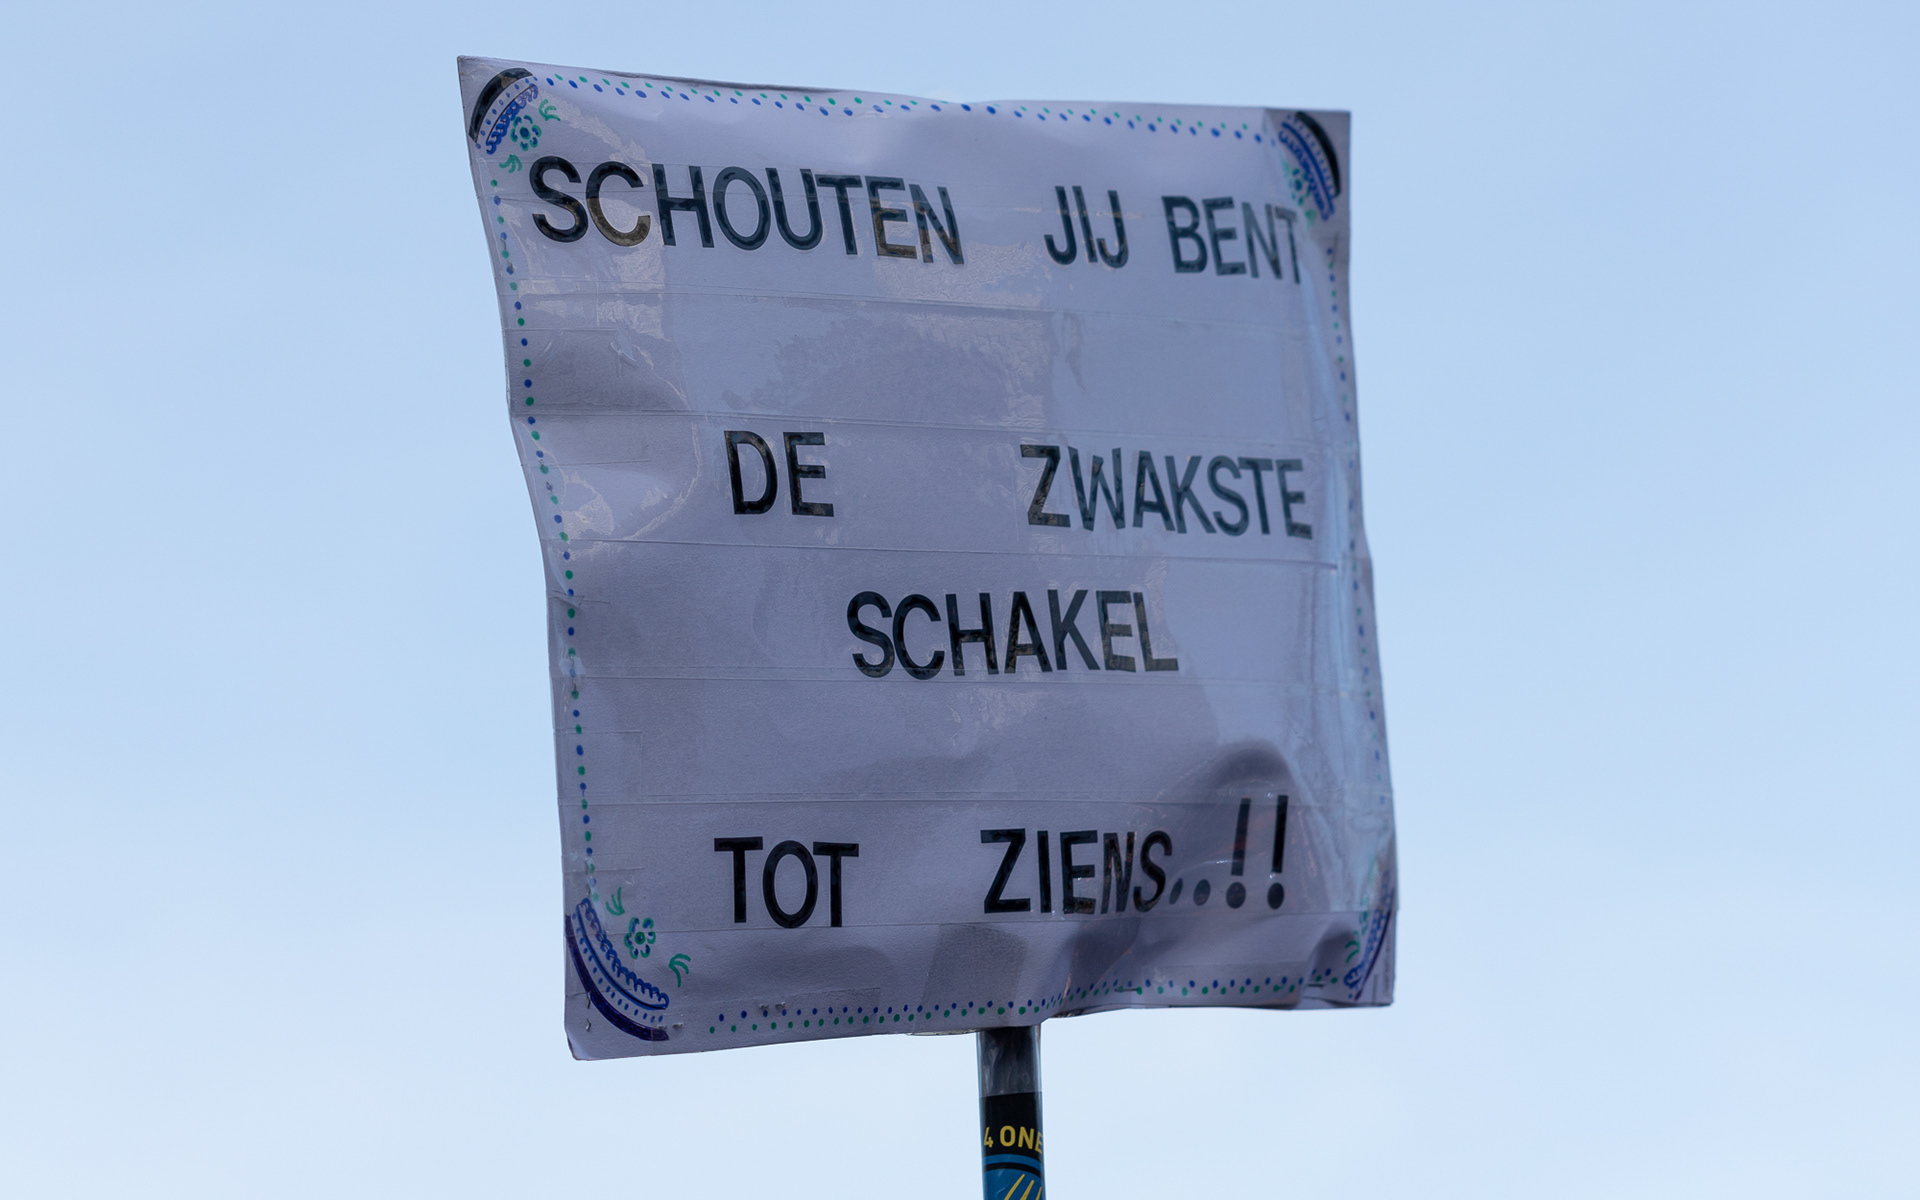 SCHOUTEN JIJ BENT
DE ZWAKSTE
SCHAKEL
TOT ZIENS..!!
4 ONE